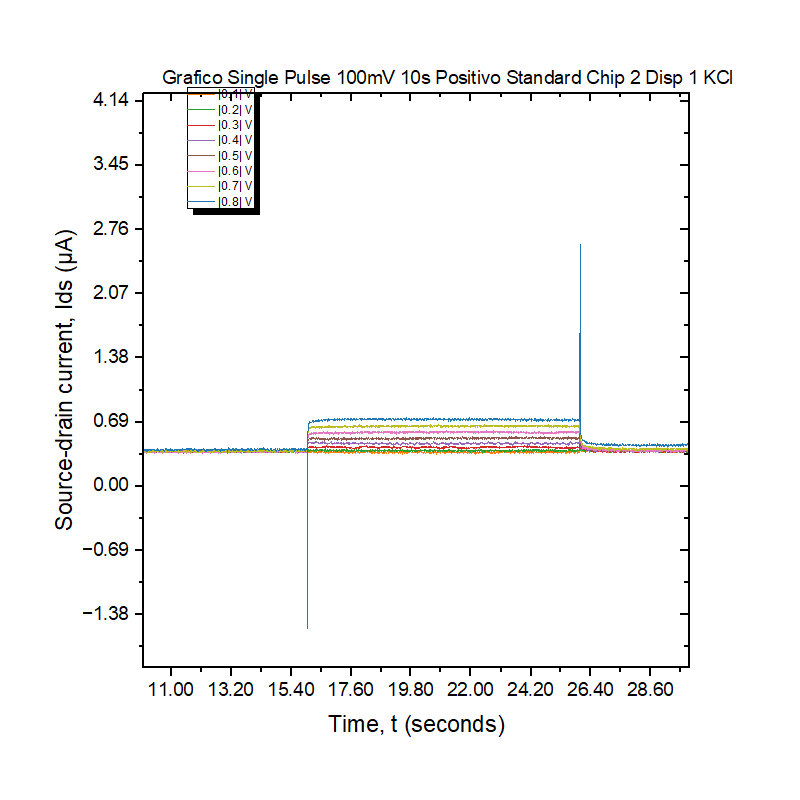 Grafico Single Pulse 100mV 10s Positivo Standard Chip 2 Disp 1 KCl
4.14
|0.1| V
|0.2| V
|0.3| V
|0.4| V
|0.5| V
|0.6| V
|0.7| V
|0.8| V
3.45
2.76
2.07
1.38
0.69
0.00
−0.69
−1.38
Source-drain current, Ids (μA)
11.00 13.20 15.40 17.60 19.80 22.00 24.20 26.40 28.60
Time, t (seconds)